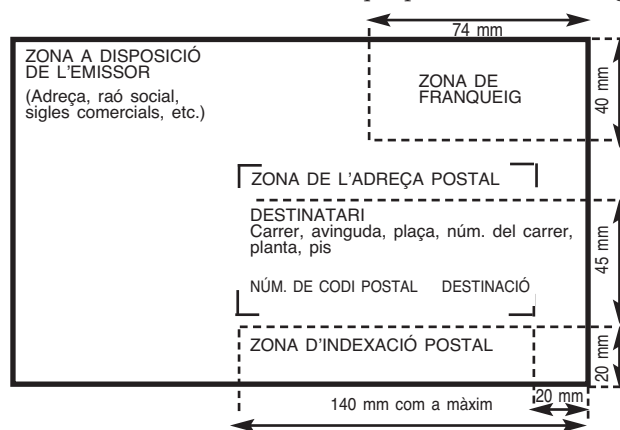 74 mm
ZONA A DISPOSICIÓ
DE L'EMISSOR
(Adreça, raó social,
sigles comercials, etc.)
ZONA DE
FRANQUEIG
40 mm
ZONA DE L'ADREÇA POSTAL
DESTINATARI
Carrer, avinguda, plaça, núm. del carrer,
planta, pis
45 mm
NÚM. DE CODI POSTAL DESTINACIÓ
ZONA D'INDEXACIÓ POSTAL
20 mm
20 mm
140 mm com a màxim